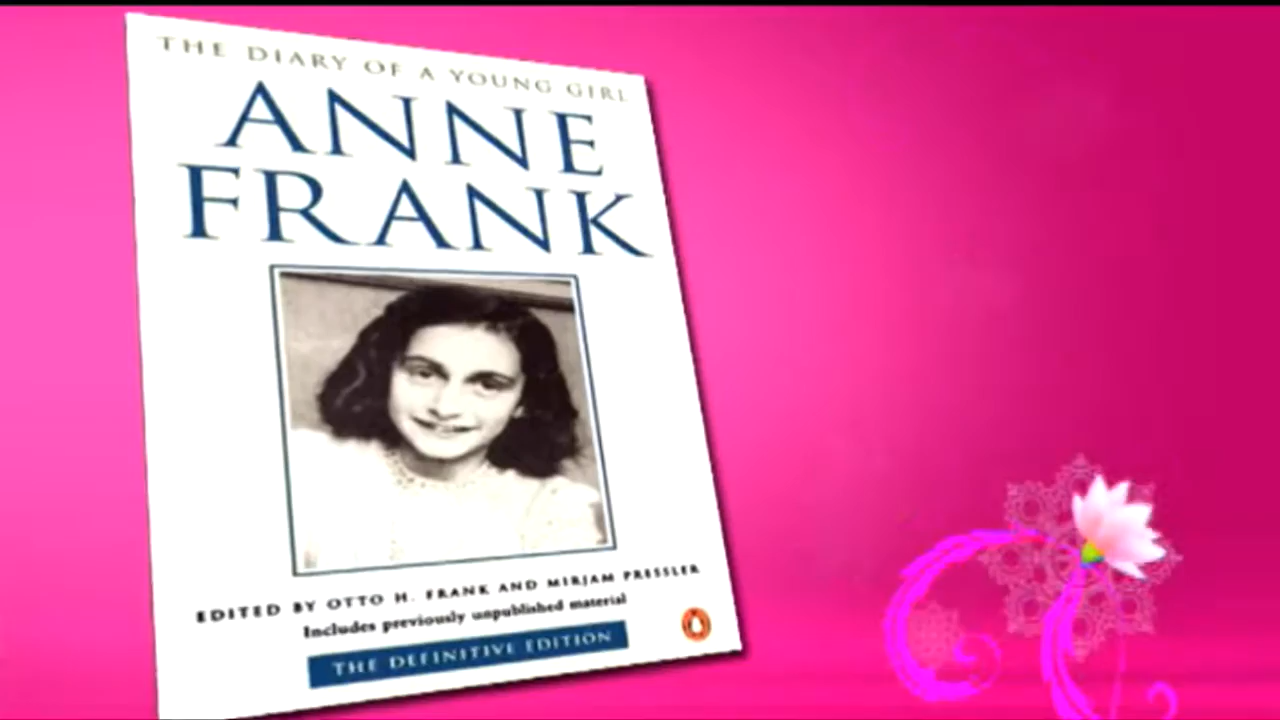 THE DIARY OF A YOUNG GIRL
ANNE
FRANK
EDITED BY OTTO H. FRANK AND MIRJAM PRESSLER
Includes previously unpublished material
THE DEFINITIVE EDITION